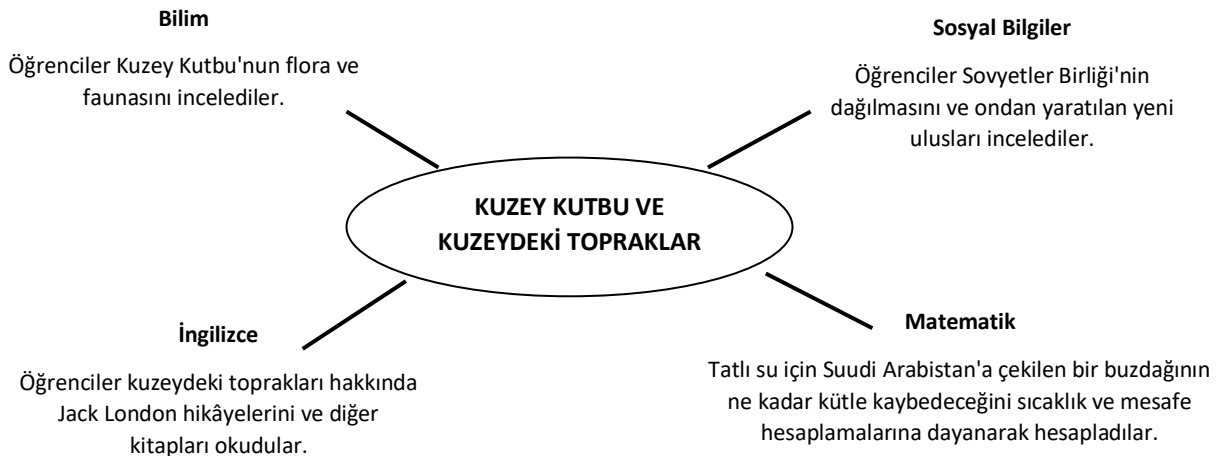 Bilim
Öğrenciler Kuzey Kutbu'nun flora ve
faunasını incelediler.
Sosyal Bilgiler
Öğrenciler Sovyetler Birliği'nin
dağılmasını ve ondan yaratılan yeni
ulusları incelediler.
KUZEY KUTBU VE
KUZEYDEKİ TOPRAKLAR
İngilizce
Öğrenciler kuzeydeki toprakları hakkında
Jack London hikâyelerini ve diğer
kitapları okudular.
Matematik
Tatlı su için Suudi Arabistan'a çekilen bir buzdağının
ne kadar kütle kaybedeceğini sıcaklık ve mesafe
hesaplamalarına dayanarak hesapladılar.